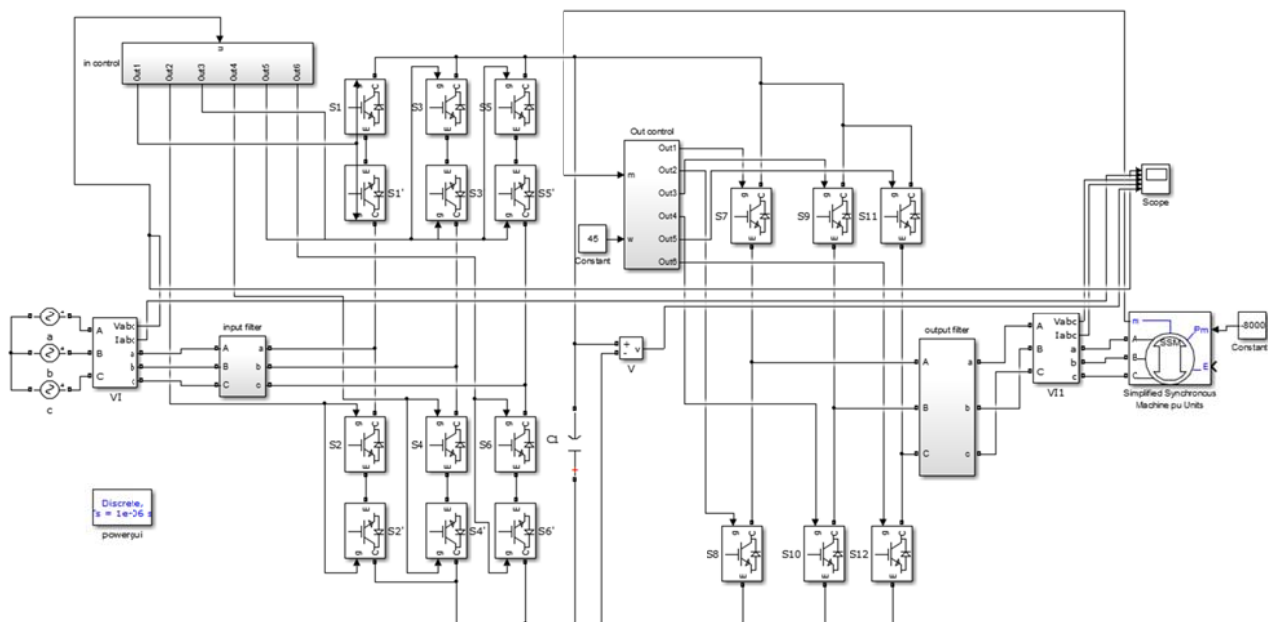 in control
u
Out1 Out2 Out3 Out4 Out5 Out6
S1 S3 S5
g C E
S1' S3 S5'
Out control
m
w
Out1
Out2
Out3
Out4
Out5
Out6
45
Constant
S7 S9 S11
Scope
a
b
c
A
B
C
Vabc
Iabc
a
b
c
VI
input filter
A a
B b
C c
+
-
v
V
output filter
A a
B b
C c
A
B
C
Vabc
Iabc
a
b
c
VI1
m
A
B
C
SSM
Pm
E
Simplified Synchronous
Machine pu Units
-8000
Constant
S2 S4 S6
S2' S4' S6'
Discrete,
s = 1e-06 s
powergui
S8 S10 S12